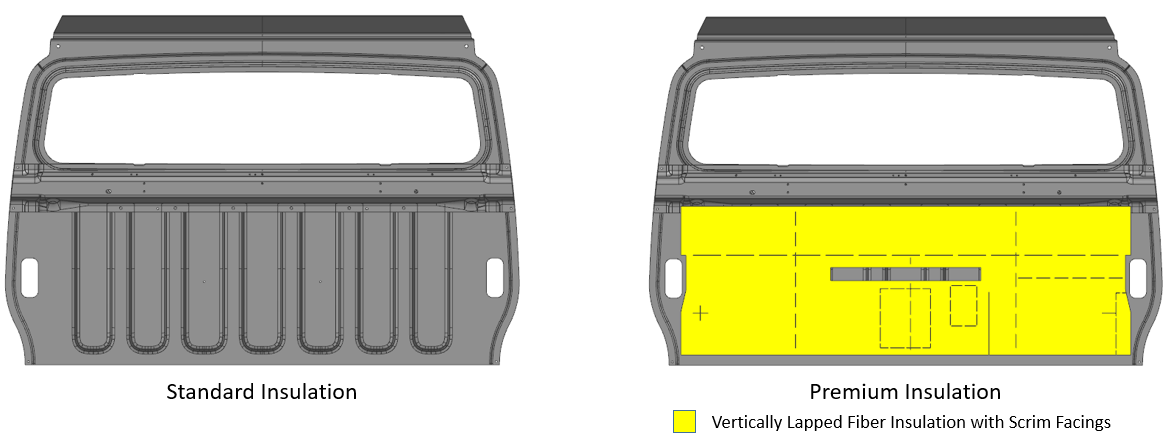 Standard Insulation
Premium Insulation
Vertically Lapped Fiber Insulation with Scrim Facings